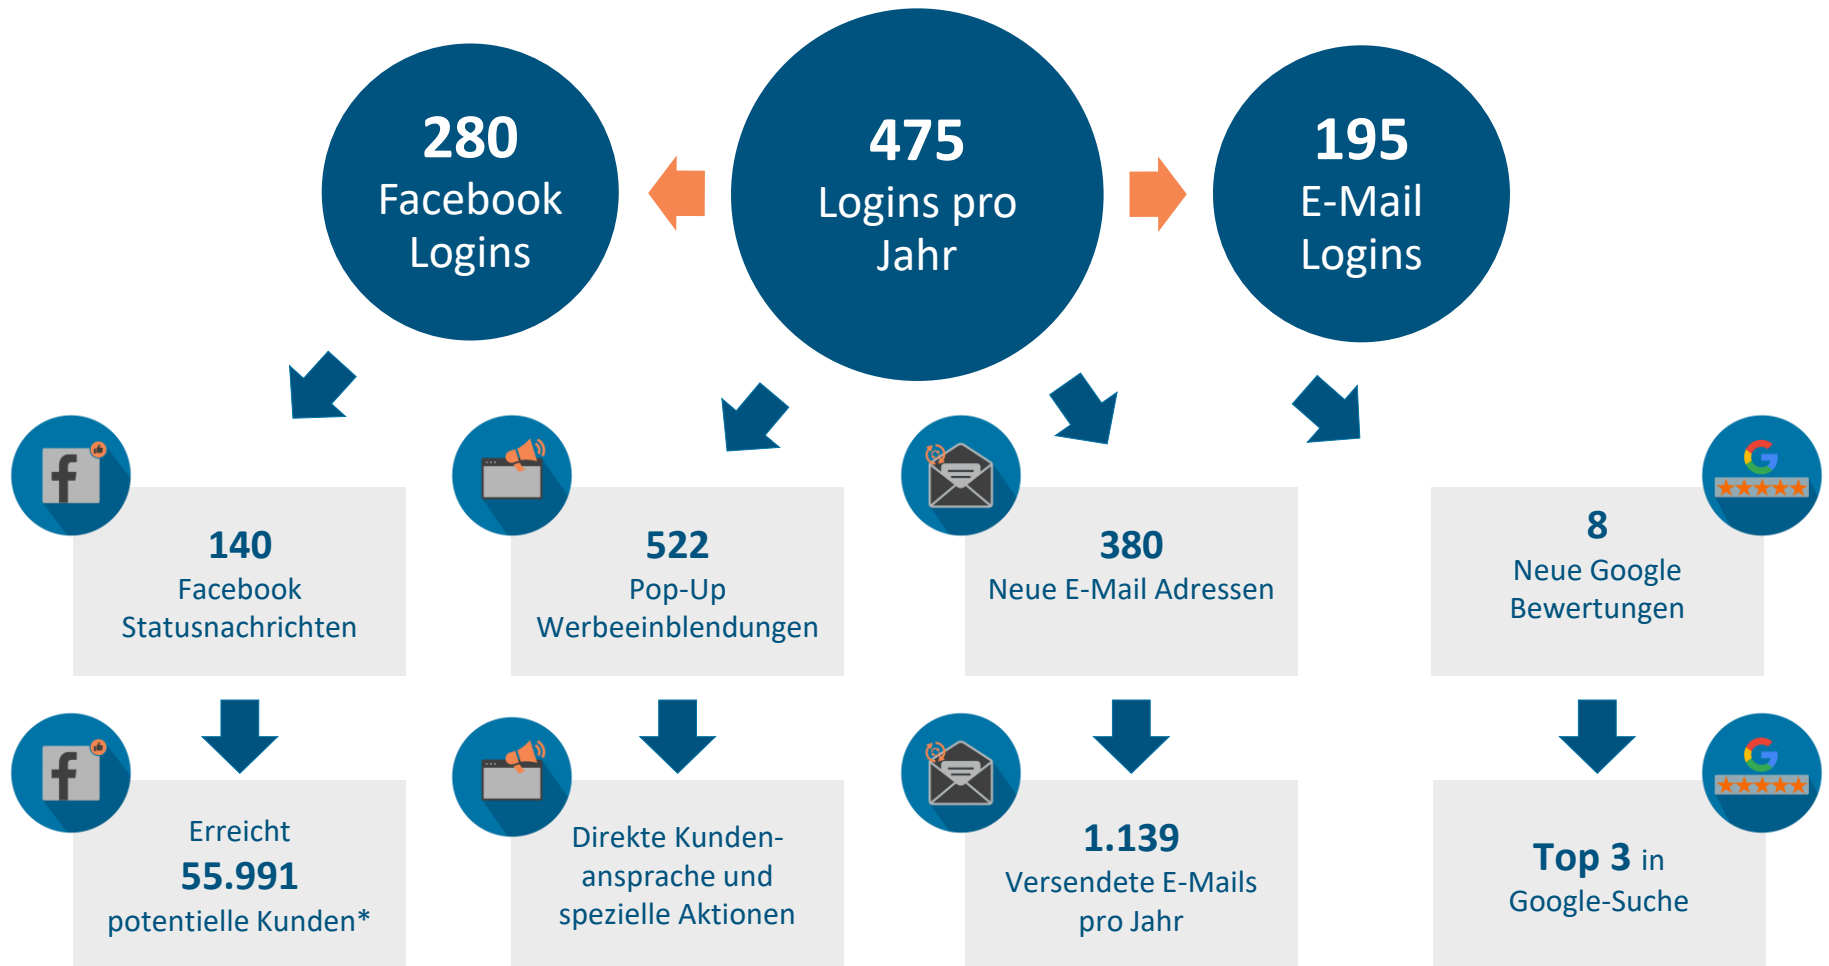 280
Facebook
Logins
475
Logins pro
Jahr
195
E-Mail
Logins
140
Facebook
Statusnachrichten
522
Pop-Up
Werbeeinblendungen
380
Neue E-Mail Adressen
8
Neue Google
Bewertungen
Erreicht
55.991
potentielle Kunden*
Direkte Kunden-
ansprache und
spezielle Aktionen
1.139
Versendete E-Mails
pro Jahr
Top 3 in
Google-Suche